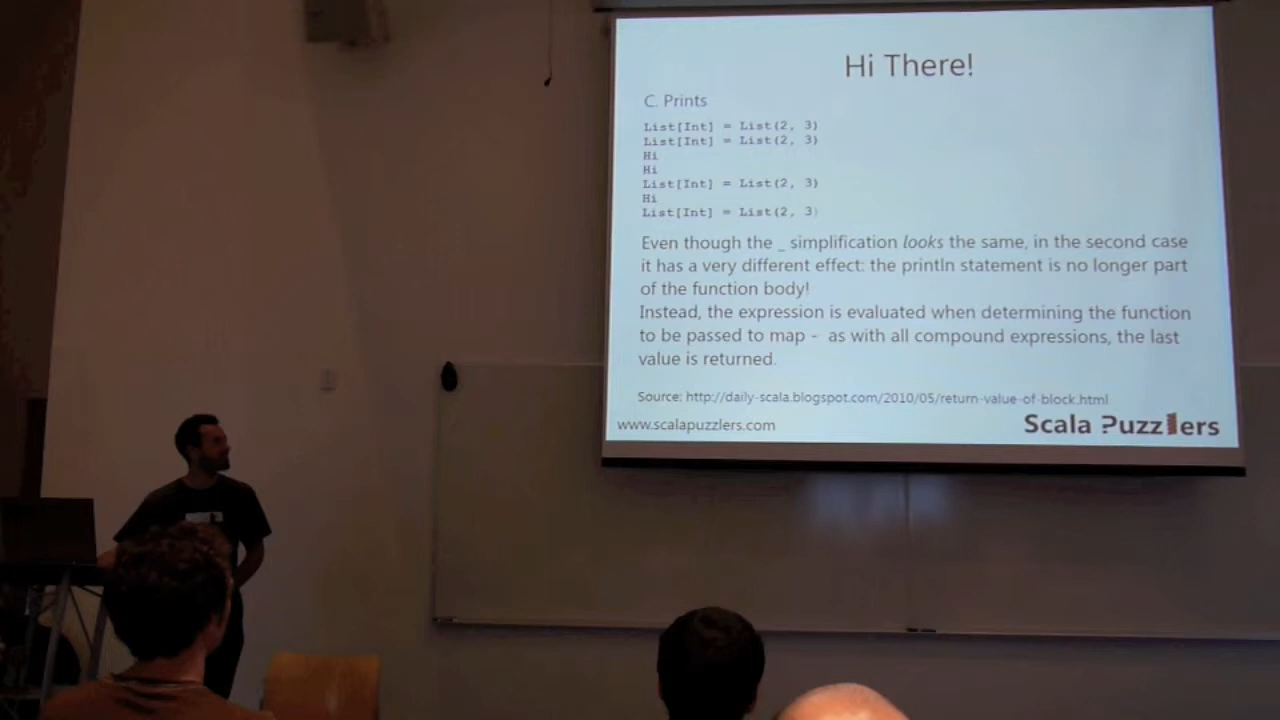 Hi There!
C. Prints
List[Int] = List(2, 3)
List[Int] = List(2, 3)
Hi
Hi
List[Int] = List(2, 3)
Hi
List[Int] = List(2, 3)
Even though the _ simplification looks the same, in the second case
it has a very different effect: the println statement is no longer part
of the function body!
Instead, the expression is evaluated when determining the function
to be passed to map - as with all compound expressions, the last
value is returned.
Source: http://daily-scala.blogspot.com/2010/05/return-value-of-block.html
www.scalapuzzlers.com
Scala Puzzlers